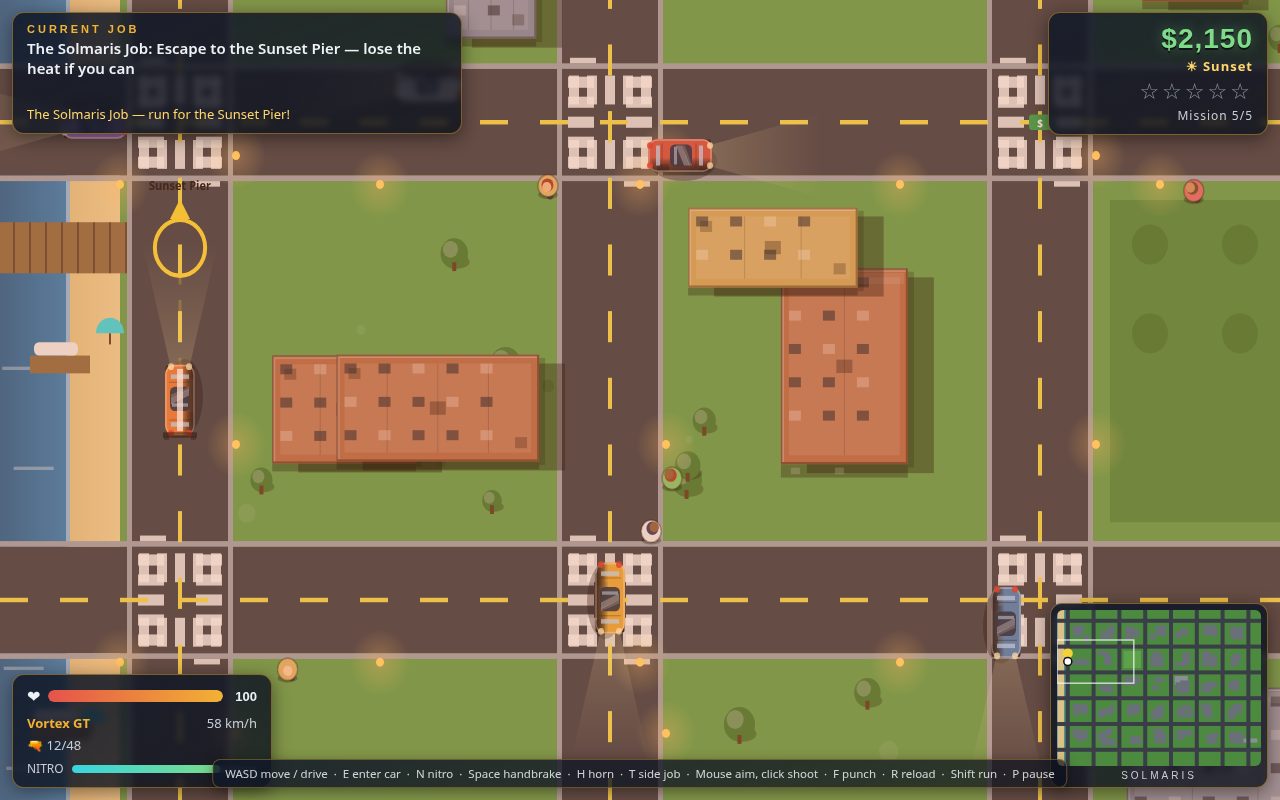 CURRENT JOB
The Solmaris Job: Escape to the Sunset Pier — lose the
heat if you can
The Solmaris Job — run for the Sunset Pier!
$2,150
☀ Sunset
☆☆☆☆☆
Mission 5/5
$
Sunset Pier
❤ 100
Vortex GT 58 km/h
🔫 12/48
NITRO
WASD move / drive · E enter car · N nitro · Space handbrake · H horn · T side job · Mouse aim, click shoot · F punch · R reload · Shift run · P pause
SOLMARIS